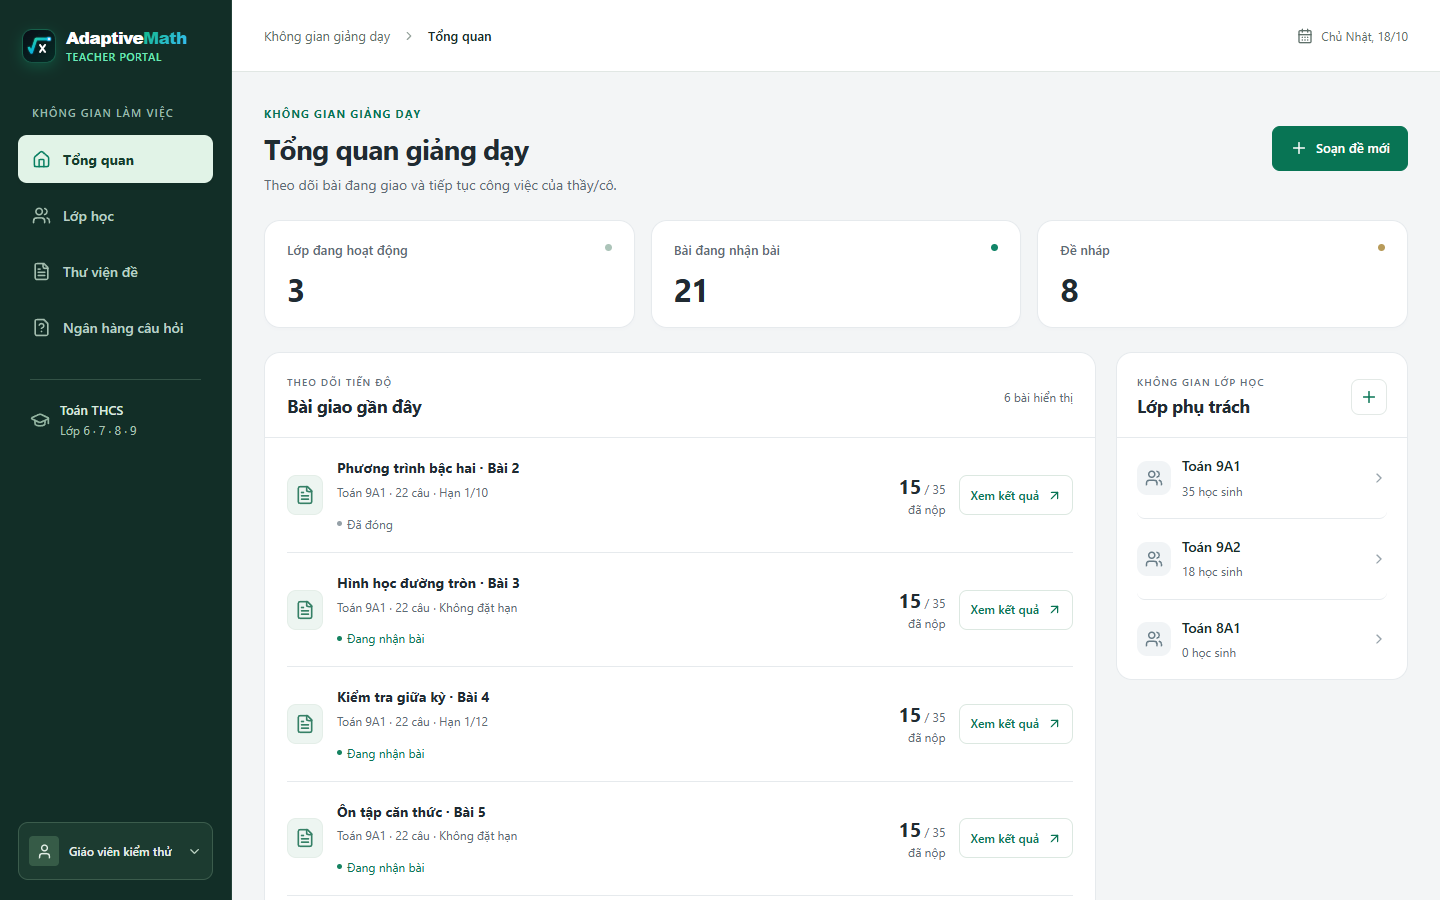 AdaptiveMath
TEACHER PORTAL
KHÔNG GIAN LÀM VIỆC
Tổng quan
Lớp học
Thư viện đề
Ngân hàng câu hỏi
Toán THCS
Lớp 6 · 7 · 8 · 9
Giáo viên kiểm thử
Không gian giảng dạy > Tổng quan
Chủ Nhật, 18/10
KHÔNG GIAN GIẢNG DẠY
Tổng quan giảng dạy
Theo dõi bài đang giao và tiếp tục công việc của thầy/cô.
+ Soạn đề mới
Lớp đang hoạt động
3
Bài đang nhận bài
21
Đề nháp
8
THEO DÕI TIẾN ĐỘ
Bài giao gần đây
6 bài hiển thị
Phương trình bậc hai · Bài 2
Toán 9A1 · 22 câu · Hạn 1/10
Đã đóng
15 / 35
đã nộp
Xem kết quả
Hình học đường tròn · Bài 3
Toán 9A1 · 22 câu · Không đặt hạn
Đang nhận bài
15 / 35
đã nộp
Xem kết quả
Kiểm tra giữa kỳ · Bài 4
Toán 9A1 · 22 câu · Hạn 1/12
Đang nhận bài
15 / 35
đã nộp
Xem kết quả
Ôn tập căn thức · Bài 5
Toán 9A1 · 22 câu · Không đặt hạn
Đang nhận bài
15 / 35
đã nộp
Xem kết quả
KHÔNG GIAN LỚP HỌC
Lớp phụ trách
Toán 9A1
35 học sinh
Toán 9A2
18 học sinh
Toán 8A1
0 học sinh